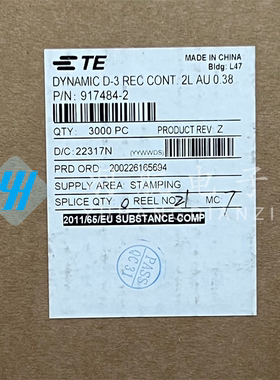 TE
MADE IN CHINA
Bldg: L47
DYNAMIC D-3 REC CONT. 2L AU 0.38
P/N: 917484-2
QTY: 3000 PC
PRODUCT REV: Z
D/C: 22317N
(YYWWDS)
PRD ORD 200226165694
SUPPLY AREA: STAMPING
SPLICE QTY 0 REEL NO: 21 MC 7
2011/65/EU SUBSTANCE COMP
PASS
QC31